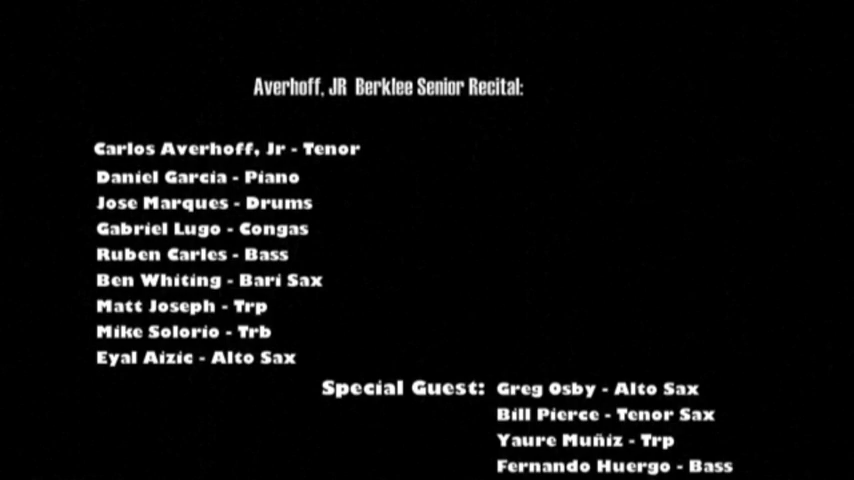 Averhoff, JR Berklee Senior Recital:
Carlos Averhoff, Jr - Tenor
Daniel Garcia - Piano
Jose Marques - Drums
Gabriel Lugo - Congas
Ruben Carles - Bass
Ben Whiting - Bari Sax
Matt Joseph - Trp
Mike Solorio - Trb
Eyal Aizic - Alto Sax
Special Guest: Greg Osby - Alto Sax
Bill Pierce - Tenor Sax
Yaure Muñiz - Trp
Fernando Huergo - Bass